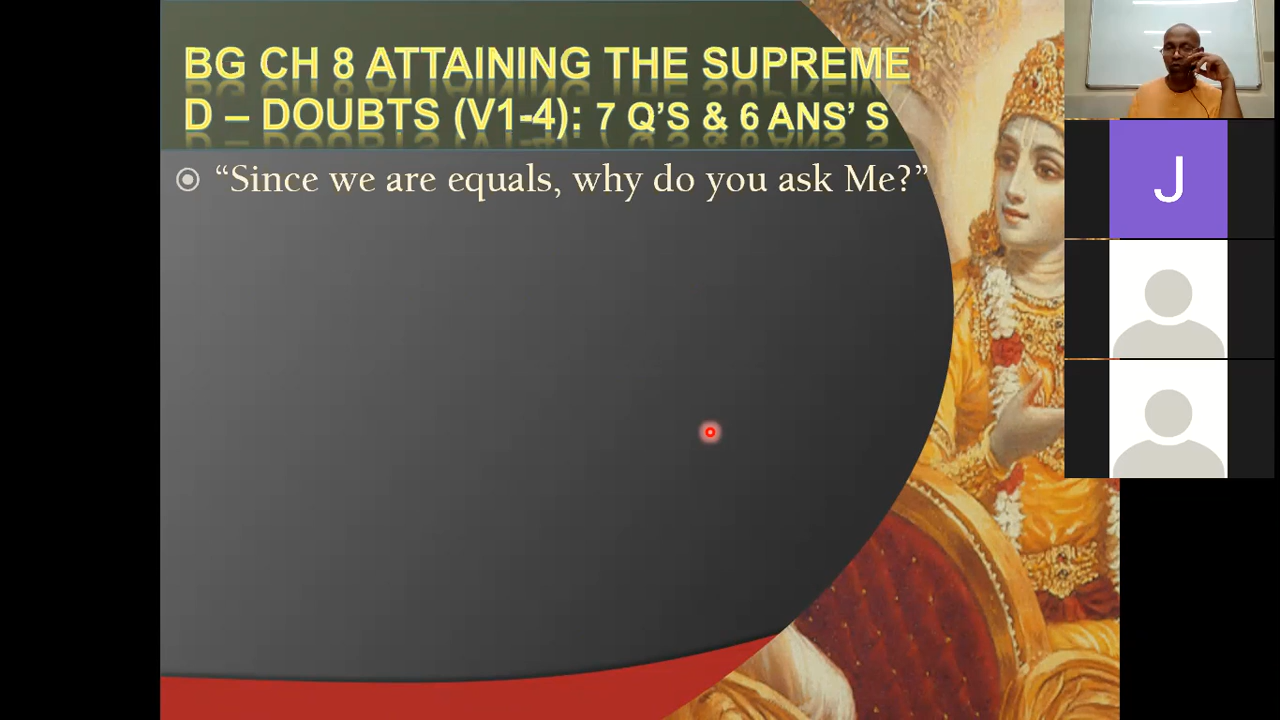 BG CH 8 ATTAINING THE SUPREME
D – DOUBTS (V1-4): 7 Q’S & 6 ANS’ S
“Since we are equals, why do you ask Me?”
J